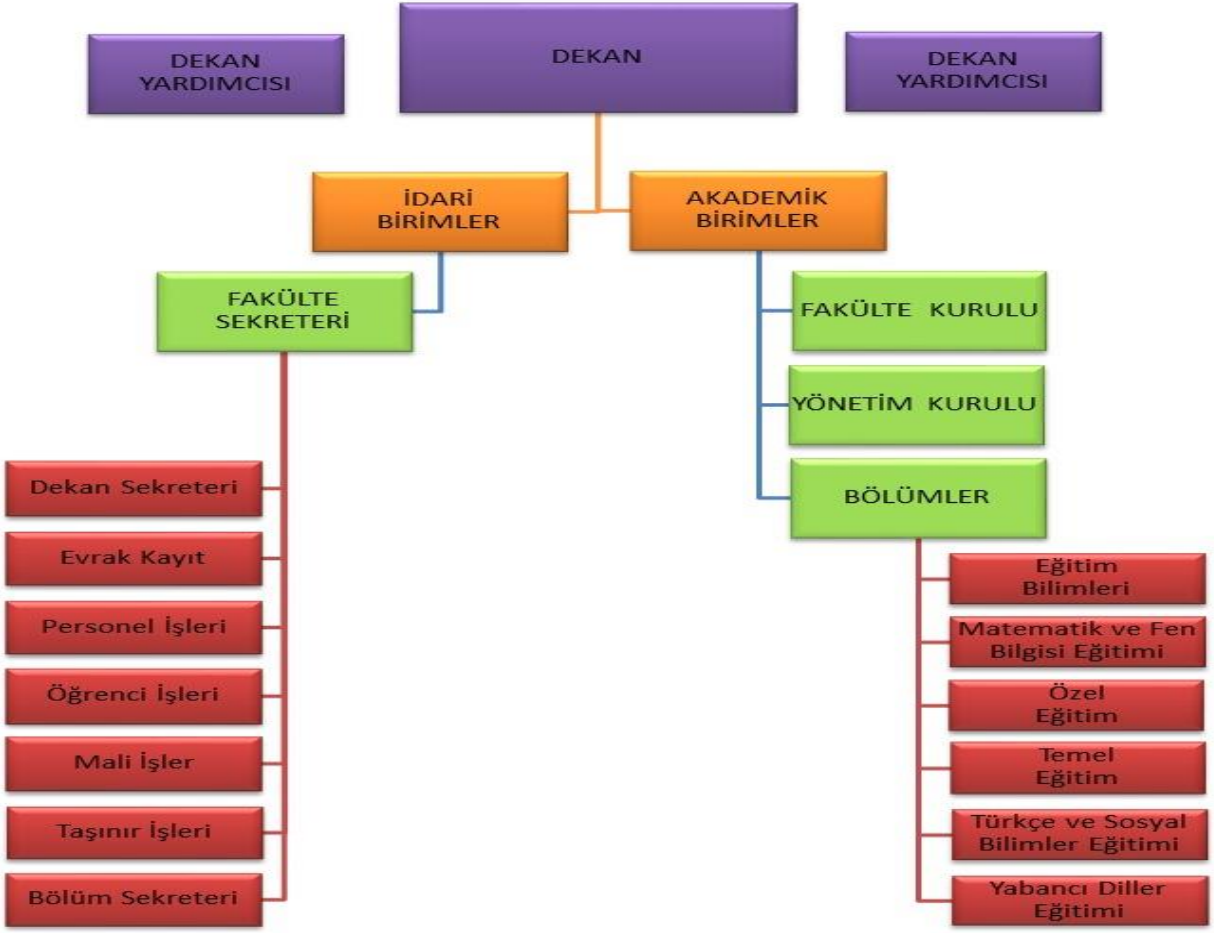 DEKAN
YARDIMCISI
DEKAN
DEKAN
YARDIMCISI
İDARİ
BİRİMLER
AKADEMİK
BİRİMLER
FAKÜLTE
SEKRETERİ
FAKÜLTE KURULU
YÖNETİM KURULU
BÖLÜMLER
Dekan Sekreteri
Evrak Kayıt
Personel İşleri
Öğrenci İşleri
Mali İşler
Taşınır İşleri
Bölüm Sekreteri
Eğitim
Bilimleri
Matematik ve Fen
Bilgisi Eğitimi
Özel
Eğitim
Temel
Eğitim
Türkçe ve Sosyal
Bilimler Eğitimi
Yabancı Diller
Eğitimi